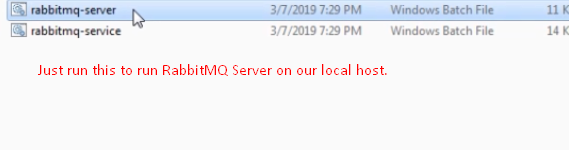 rabbitmq-server 3/7/2019 7:29 PM Windows Batch File 11 K
rabbitmq-service 3/7/2019 7:29 PM Windows Batch File 14 K
Just run this to run RabbitMQ Server on our local host.